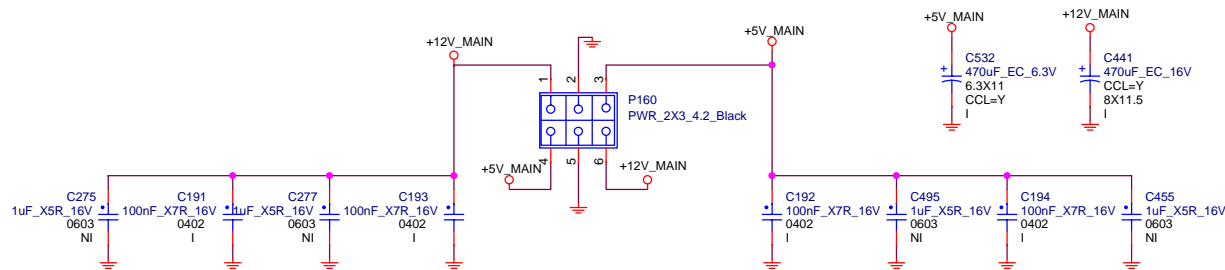 +12V_MAIN
+5V_MAIN
+5V_MAIN
+12V_MAIN
C532
470uF_EC_6.3V
6.3X11
CCL=Y
I
C441
470uF_EC_16V
CCL=Y
8X11.5
I
1
2
3
P160
PWR_2X3_4.2_Black
4
5
6
+5V_MAIN
+12V_MAIN
C275
1uF_X5R_16V
0603
NI
C191
100nF_X7R_16V
0402
I
C277
1uF_X5R_16V
0603
NI
C193
100nF_X7R_16V
0402
I
C192
100nF_X7R_16V
0402
I
C495
1uF_X5R_16V
0603
NI
C194
100nF_X7R_16V
0402
I
C455
1uF_X5R_16V
0603
NI